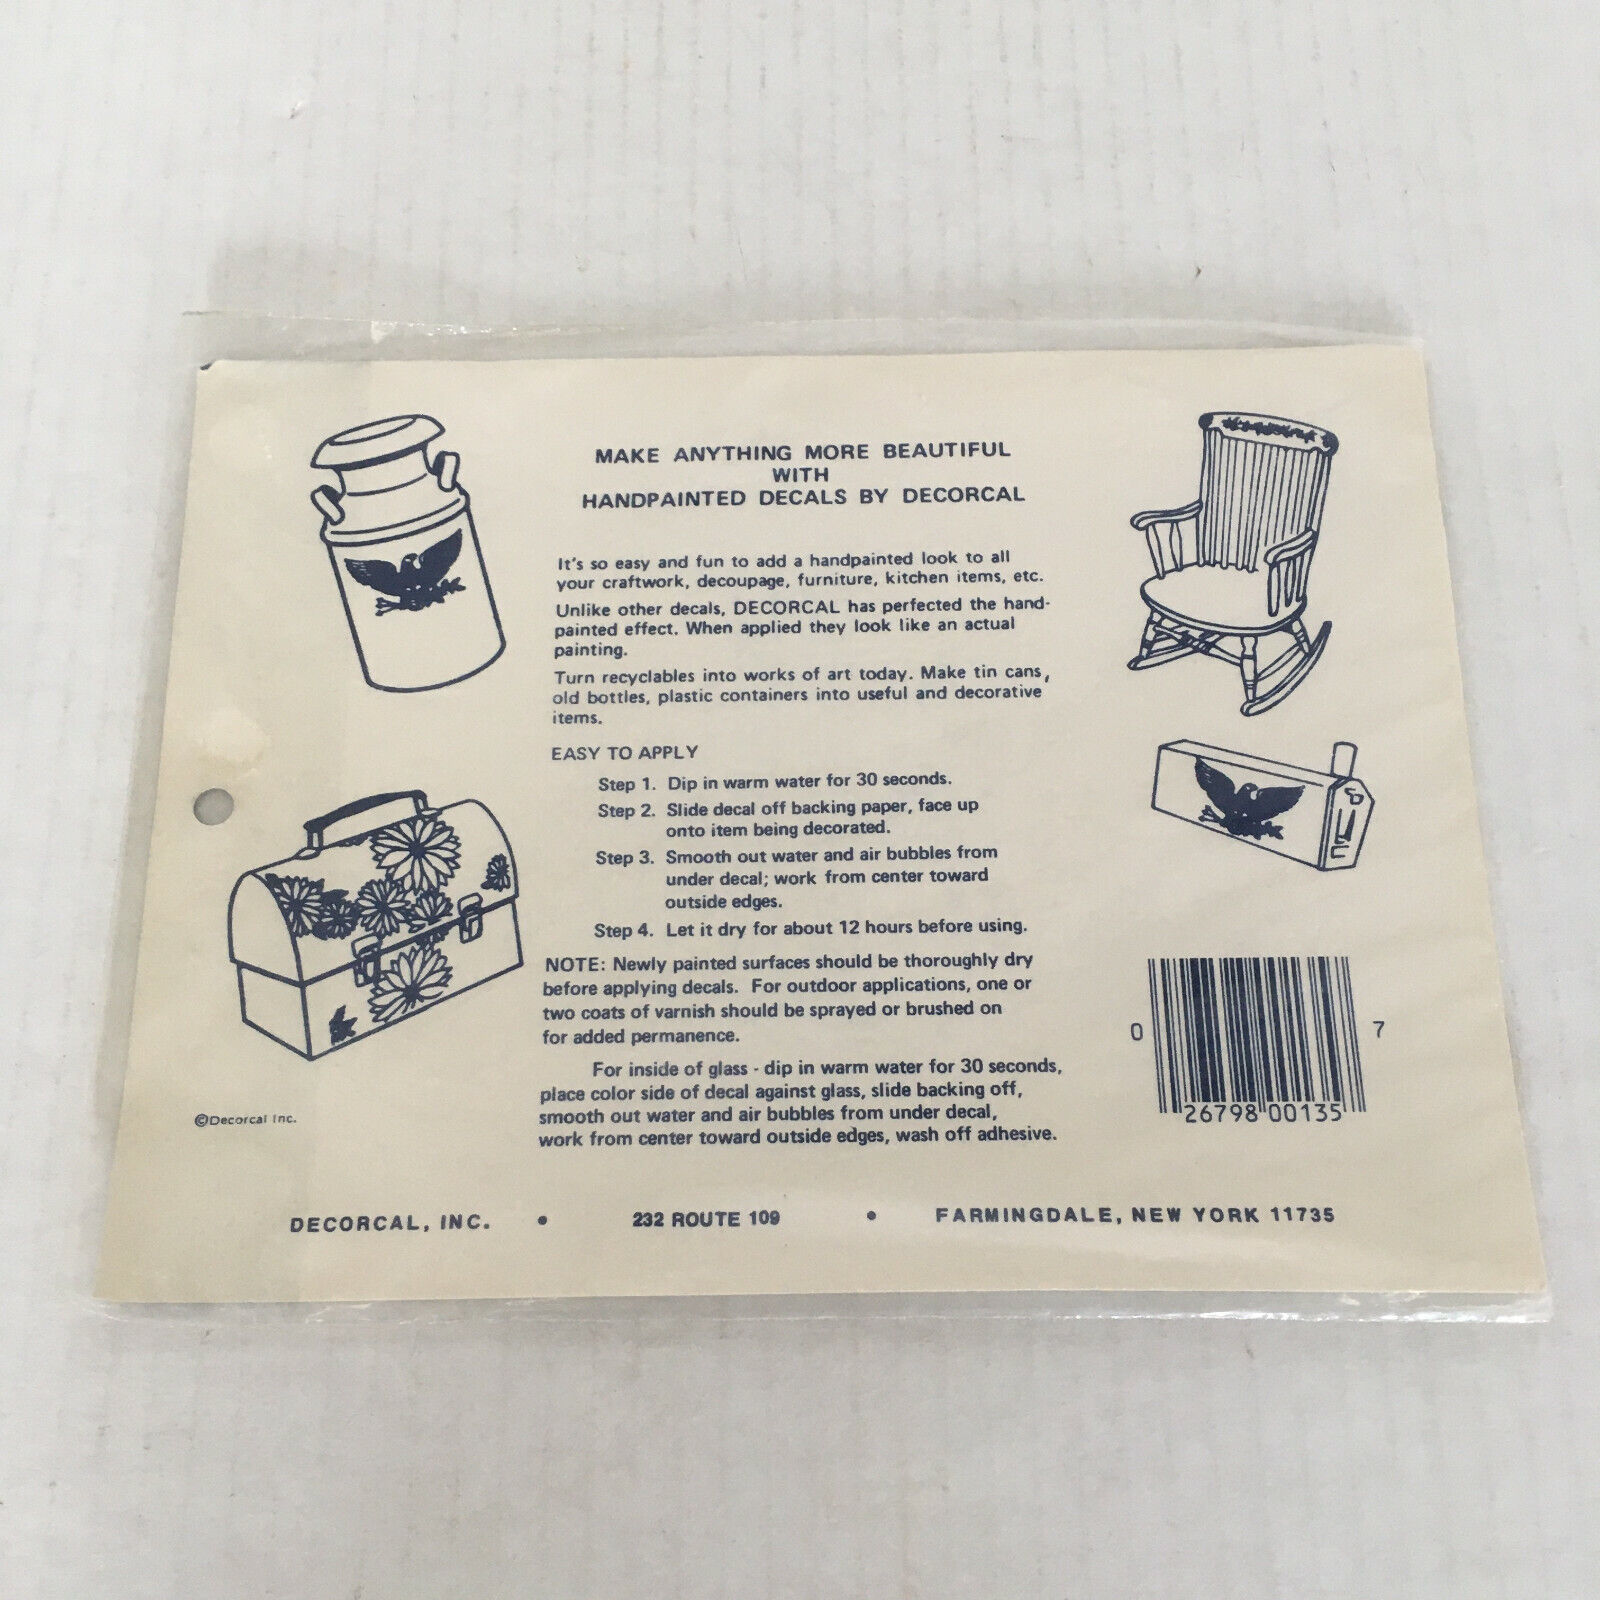 MAKE ANYTHING MORE BEAUTIFUL
WITH
HANDPAINTED DECALS BY DECORCAL
It's so easy and fun to add a handpainted look to all
your craftwork, decoupage, furniture, kitchen items, etc.
Unlike other decals, DECORCAL has perfected the hand-
painted effect. When applied they look like an actual
painting.
Turn recyclables into works of art today. Make tin cans,
old bottles, plastic containers into useful and decorative
items.
EASY TO APPLY
Step 1. Dip in warm water for 30 seconds.
Step 2. Slide decal off backing paper, face up
onto item being decorated.
Step 3. Smooth out water and air bubbles from
under decal; work from center toward
outside edges.
Step 4. Let it dry for about 12 hours before using.
NOTE: Newly painted surfaces should be thoroughly dry
before applying decals. For outdoor applications, one or
two coats of varnish should be sprayed or brushed on
for added permanence.
For inside of glass - dip in warm water for 30 seconds,
place color side of decal against glass, slide backing off,
smooth out water and air bubbles from under decal,
work from center toward outside edges, wash off adhesive.
©Decorcal Inc.
0 26798 00135 7
DECORCAL, INC. • 232 ROUTE 109 • FARMINGDALE, NEW YORK 11735